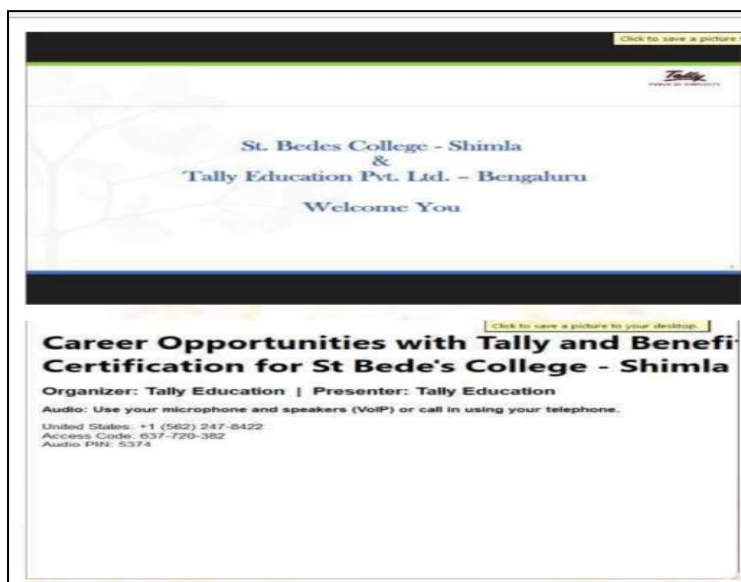 Click to save a picture
Tally
POWER OF SIMPLICITY
St. Bedes College - Shimla
&
Tally Education Pvt. Ltd. – Bengaluru
Welcome You
Click to save a picture to your desktop.
Career Opportunities with Tally and Benefi
Certification for St Bede's College - Shimla
Organizer: Tally Education | Presenter: Tally Education
Audio: Use your microphone and speakers (VoIP) or call in using your telephone.
United States: +1 (562) 247-8422
Access Code: 637-720-382
Audio PIN: 5374